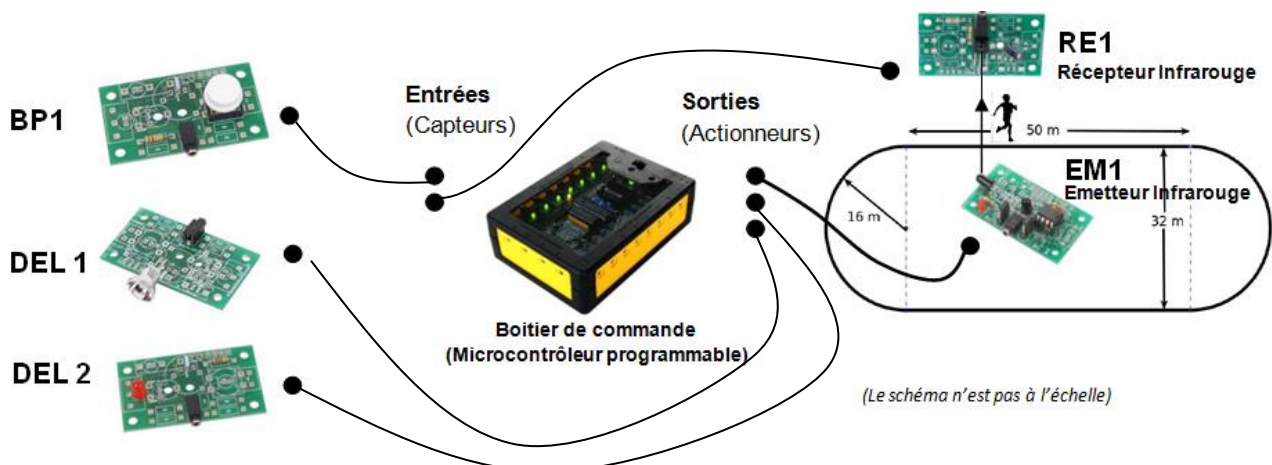 BP1
DEL 1
DEL 2
Entrées
(Capteurs)
Sorties
(Actionneurs)
Boitier de commande
(Microcontrôleur programmable)
RE1
Récepteur Infrarouge
50 m
EM1
Emetteur Infrarouge
16 m
32 m
(Le schéma n'est pas à l'échelle)